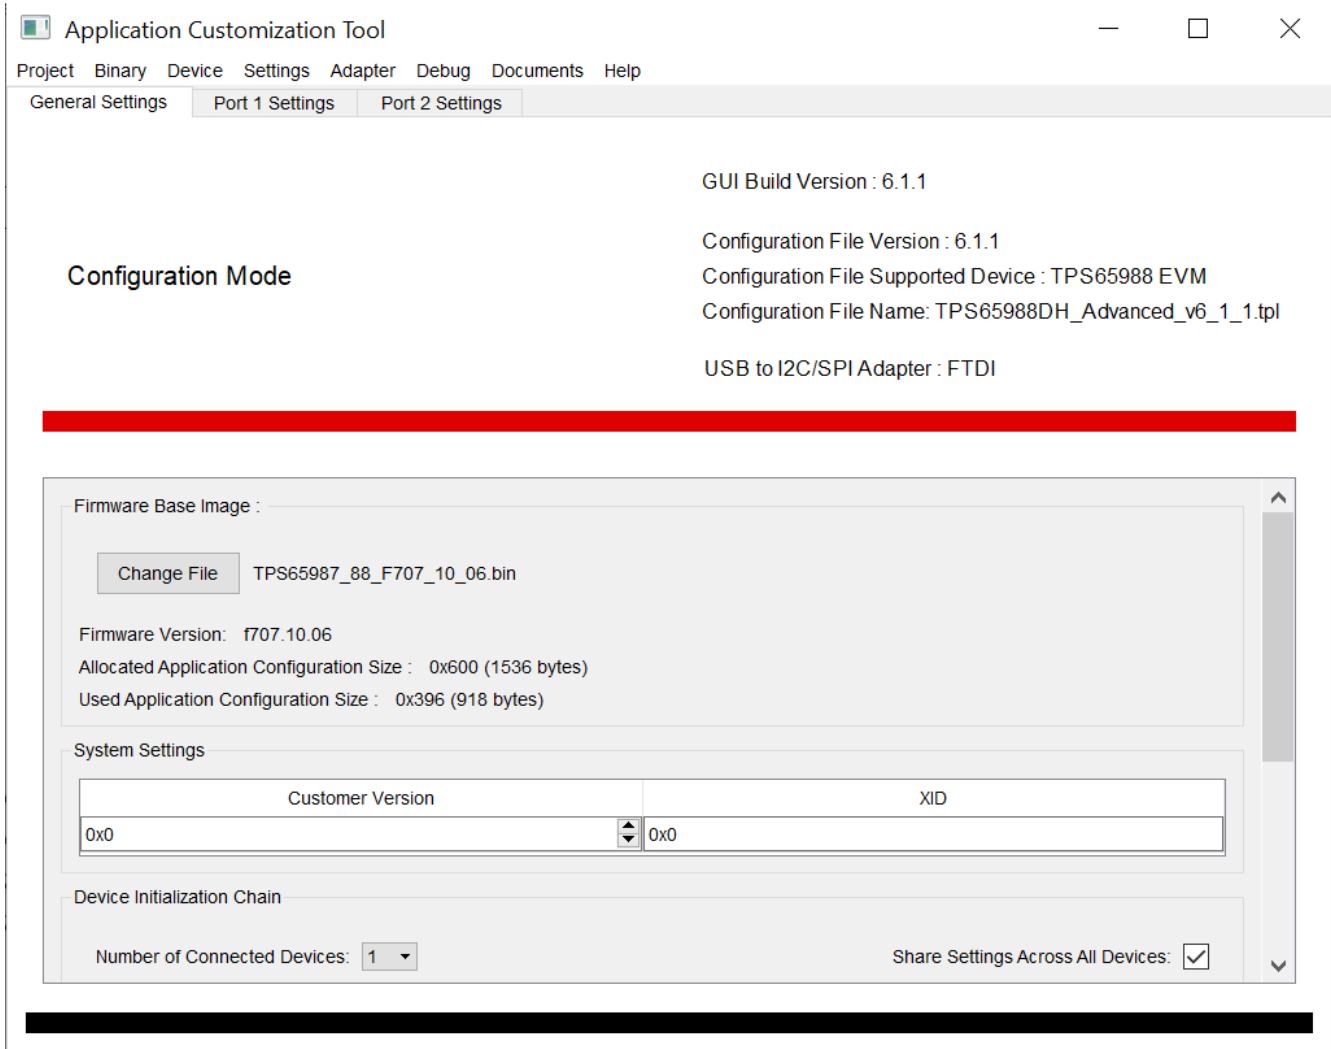 Application Customization Tool
Project Binary Device Settings Adapter Debug Documents Help
General Settings Port 1 Settings Port 2 Settings
GUI Build Version : 6.1.1
Configuration File Version : 6.1.1
Configuration Mode
Configuration File Supported Device : TPS65988 EVM
Configuration File Name: TPS65988DH_Advanced_v6_1_1.tpl
USB to I2C/SPI Adapter : FTDI
Firmware Base Image :
Change File TPS65987_88_F707_10_06.bin
Firmware Version: f707.10.06
Allocated Application Configuration Size : 0x600 (1536 bytes)
Used Application Configuration Size : 0x396 (918 bytes)
System Settings
Customer Version XID
0x0 0x0
Device Initialization Chain
Number of Connected Devices: 1 Share Settings Across All Devices: